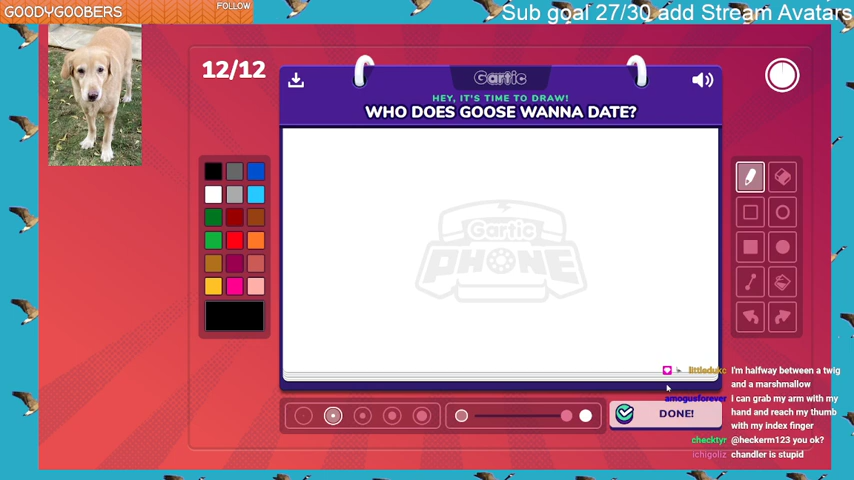 GOODYGOOBERS
FOLLOW
Sub goal 27/30 add Stream Avatars
12/12
Gartic
HEY, IT'S TIME TO DRAW!
WHO DOES GOOSE WANNA DATE?
Gartic
PHONE
littleduxx I'm halfway between a twig
and a marshmallow
amogusforever I can grab my arm with my
hand and reach my thumb
with my index finger
DONE!
checktyr @heckerm123 you ok?
ichigoliz chandler is stupid